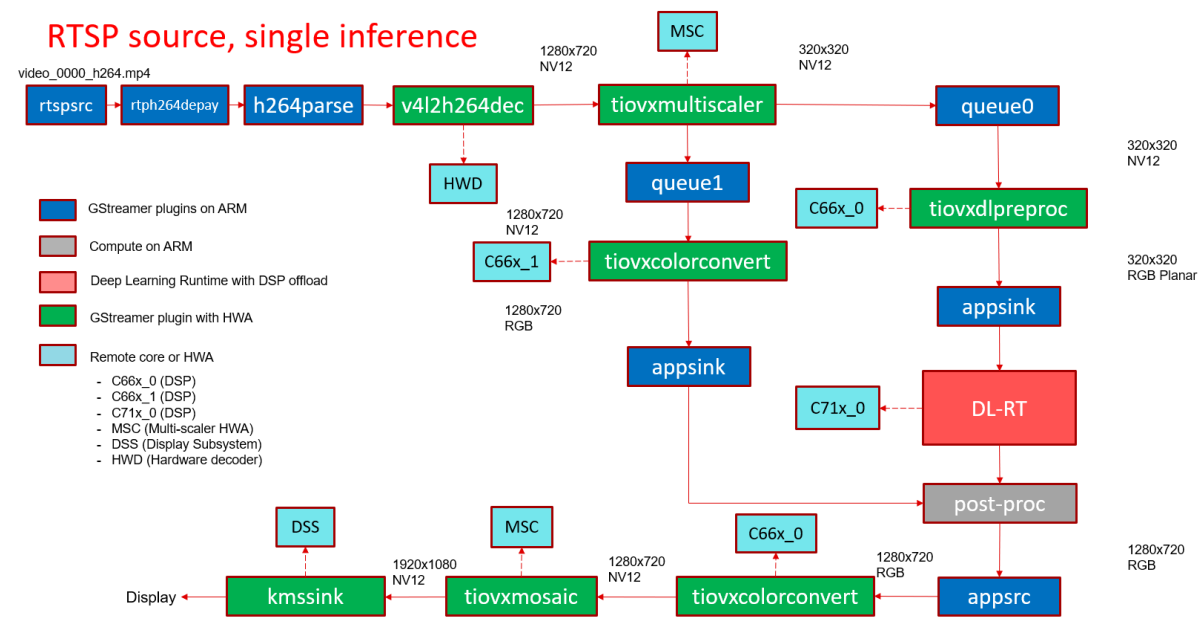 RTSP source, single inference
video_0000_h264.mp4
rtspsrc
rtph264depay
h264parse
v4l2h264dec
1280x720
NV12
tiovxmultiscaler
MSC
320x320
NV12
queue0
HWD
queue1
320x320
NV12
C66x_0
tiovxdlpreproc
1280x720
NV12
C66x_1
tiovxcolorconvert
320x320
RGB Planar
1280x720
RGB
appsink
appsink
C71x_0
DL-RT
post-proc
GStreamer plugins on ARM
Compute on ARM
Deep Learning Runtime with DSP offload
GStreamer plugin with HWA
Remote core or HWA
- C66x_0 (DSP)
- C66x_1 (DSP)
- C71x_0 (DSP)
- MSC (Multi-scaler HWA)
- DSS (Display Subsystem)
- HWD (Hardware decoder)
1280x720
RGB
appsrc
1280x720
RGB
C66x_0
tiovxcolorconvert
1280x720
NV12
MSC
tiovxmosaic
1920x1080
NV12
DSS
kmssink
Display